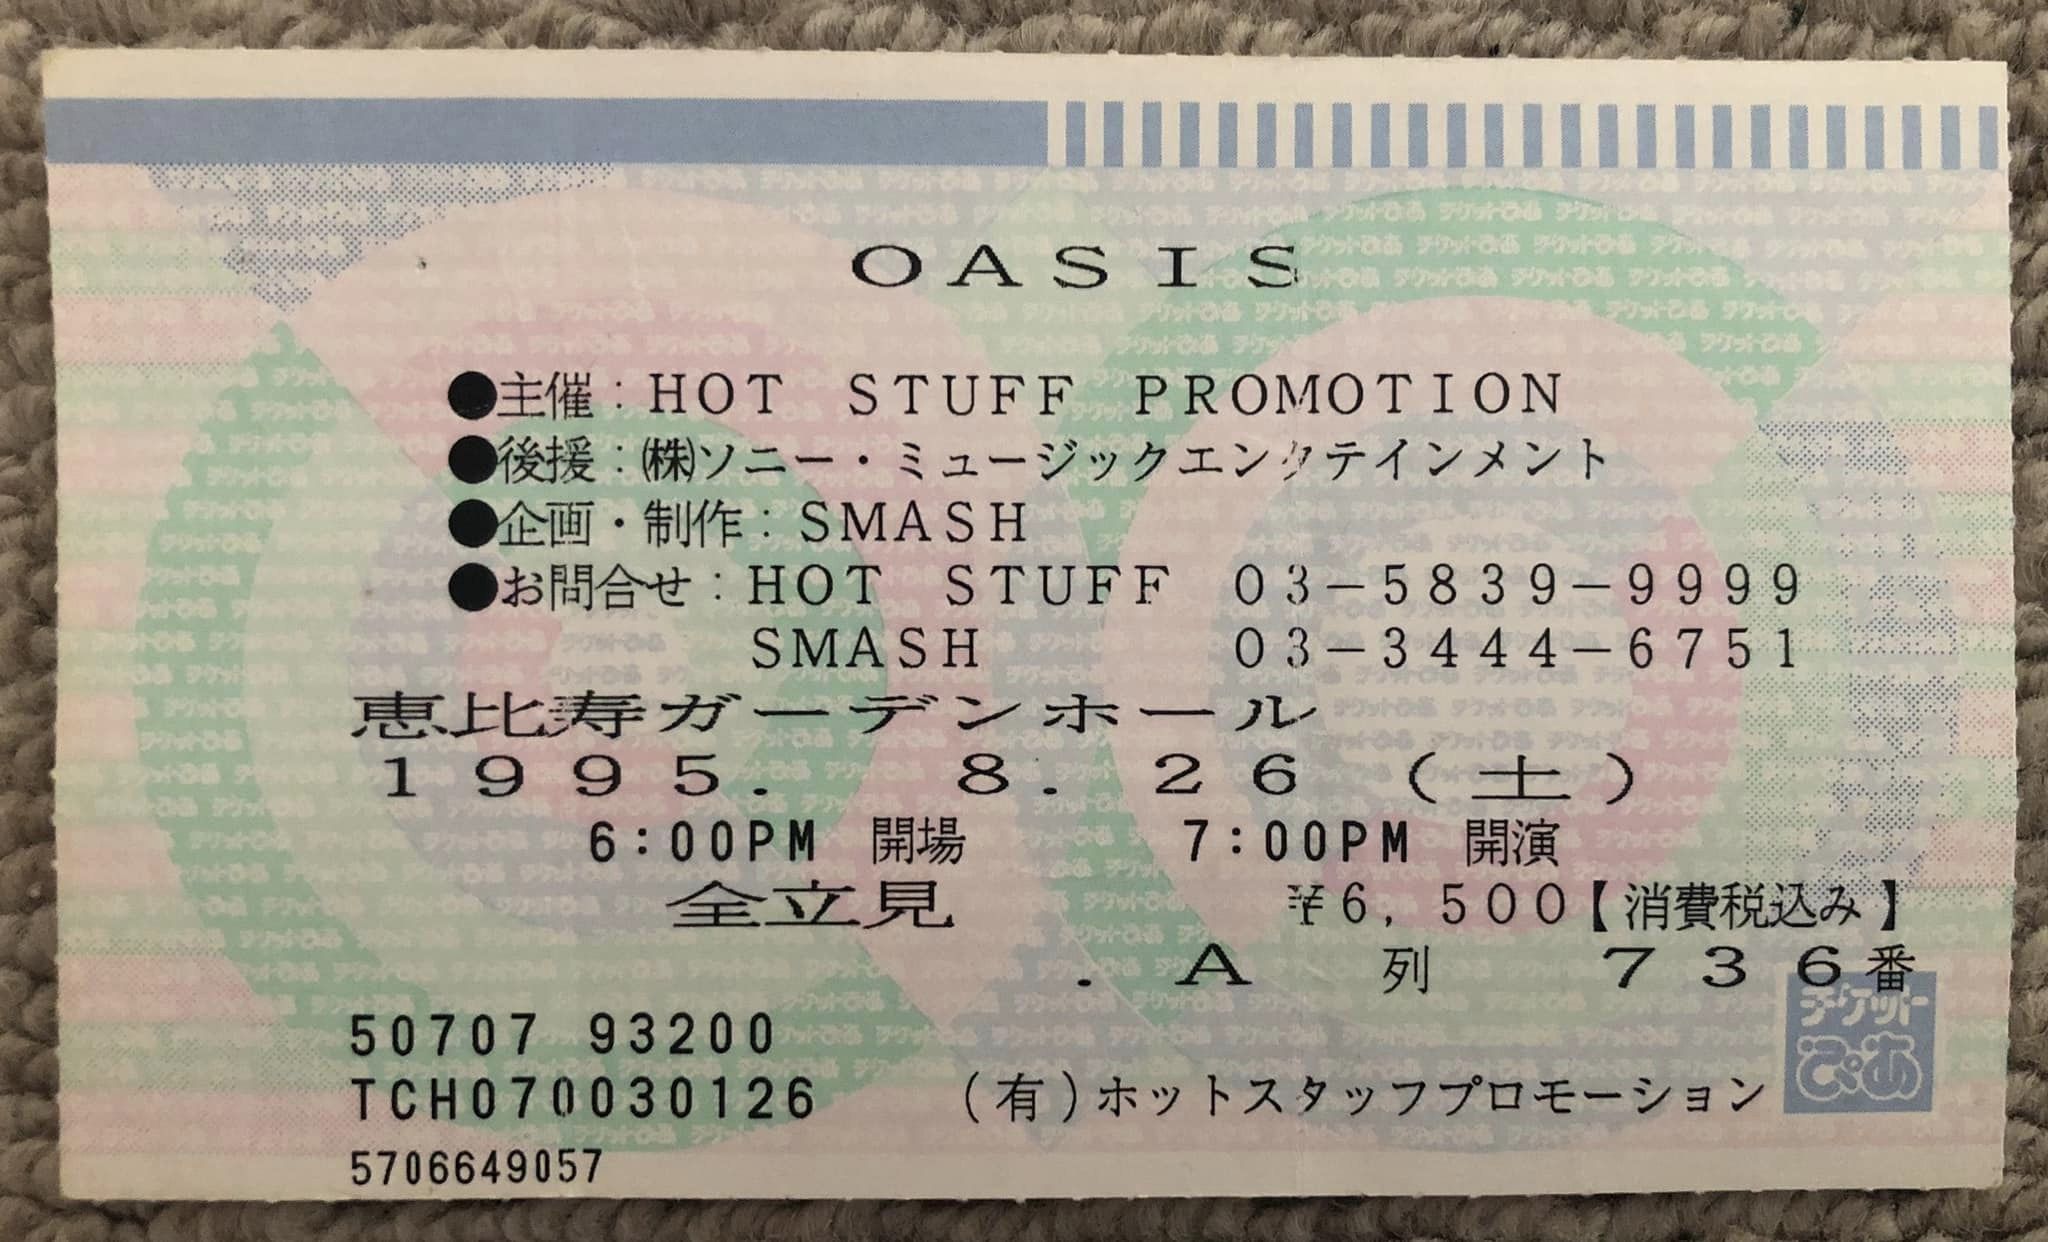 OASIS
●主催：HOT STUFF PROMOTION
●後援：㈱ソニー・ミュージックエンタテインメント
●企画・制作：SMASH
●お問合せ：HOT STUFF 03-5839-9999
SMASH 03-3444-6751
恵比寿ガーデンホール
1995. 8. 26 (土)
6:00PM 開場 7:00PM 開演
全立見 ¥6,500【消費税込み】
.A 列 736番
50707 93200
TCH070030126 (有)ホットスタッフプロモーション
チケットぴあ
5706649057